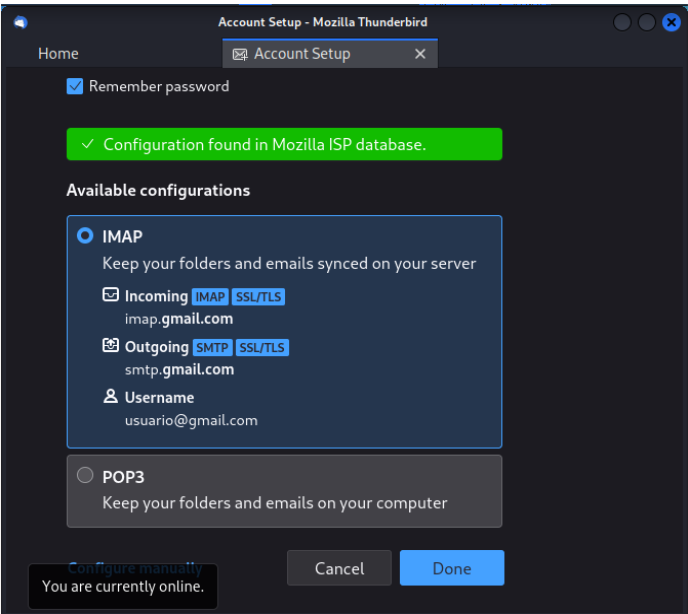 Account Setup - Mozilla Thunderbird
Home
Account Setup
Remember password
Configuration found in Mozilla ISP database.
Available configurations
IMAP
Keep your folders and emails synced on your server
Incoming IMAP SSL/TLS
imap.gmail.com
Outgoing SMTP SSL/TLS
smtp.gmail.com
Username
usuario@gmail.com
POP3
Keep your folders and emails on your computer
Configure manually
Cancel
Done
You are currently online.